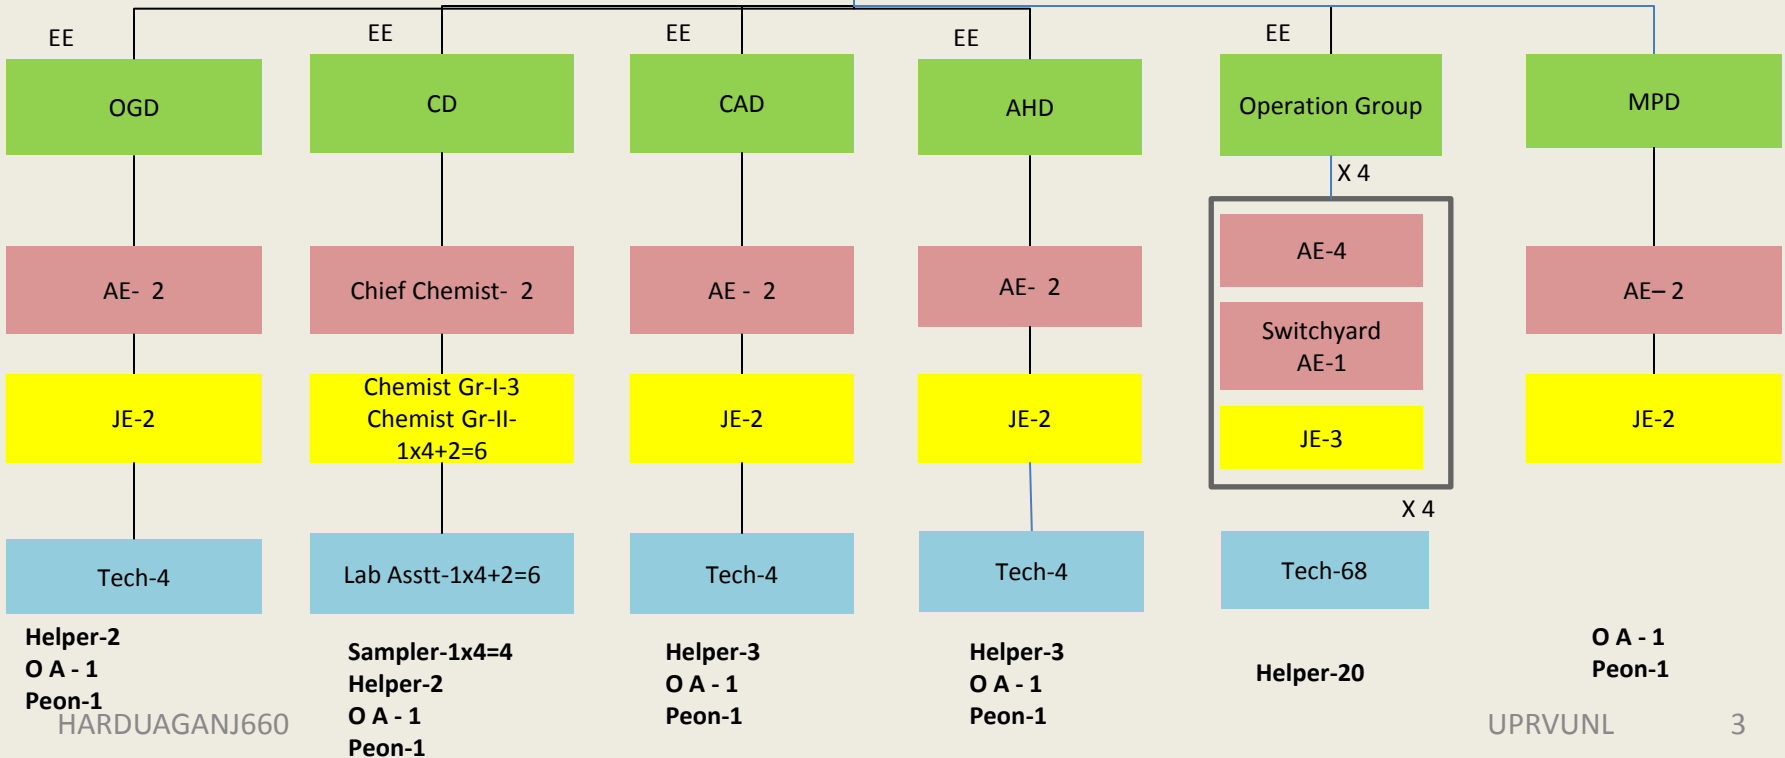 EE
EE
EE
EE
EE
OGD
CD
CAD
AHD
Operation Group
MPD
X 4
AE- 2
Chief Chemist- 2
AE - 2
AE- 2
AE-4
Switchyard
AE-1
JE-3
AE– 2
JE-2
Chemist Gr-I-3
Chemist Gr-II-
1x4+2=6
JE-2
JE-2
JE-2
X 4
Tech-4
Lab Asstt-1x4+2=6
Tech-4
Tech-4
Tech-68
Helper-2
O A - 1
Peon-1
Sampler-1x4=4
Helper-2
O A - 1
Peon-1
Helper-3
O A - 1
Peon-1
Helper-3
O A - 1
Peon-1
Helper-20
O A - 1
Peon-1
HARDUAGANJ660
UPRVUNL
3